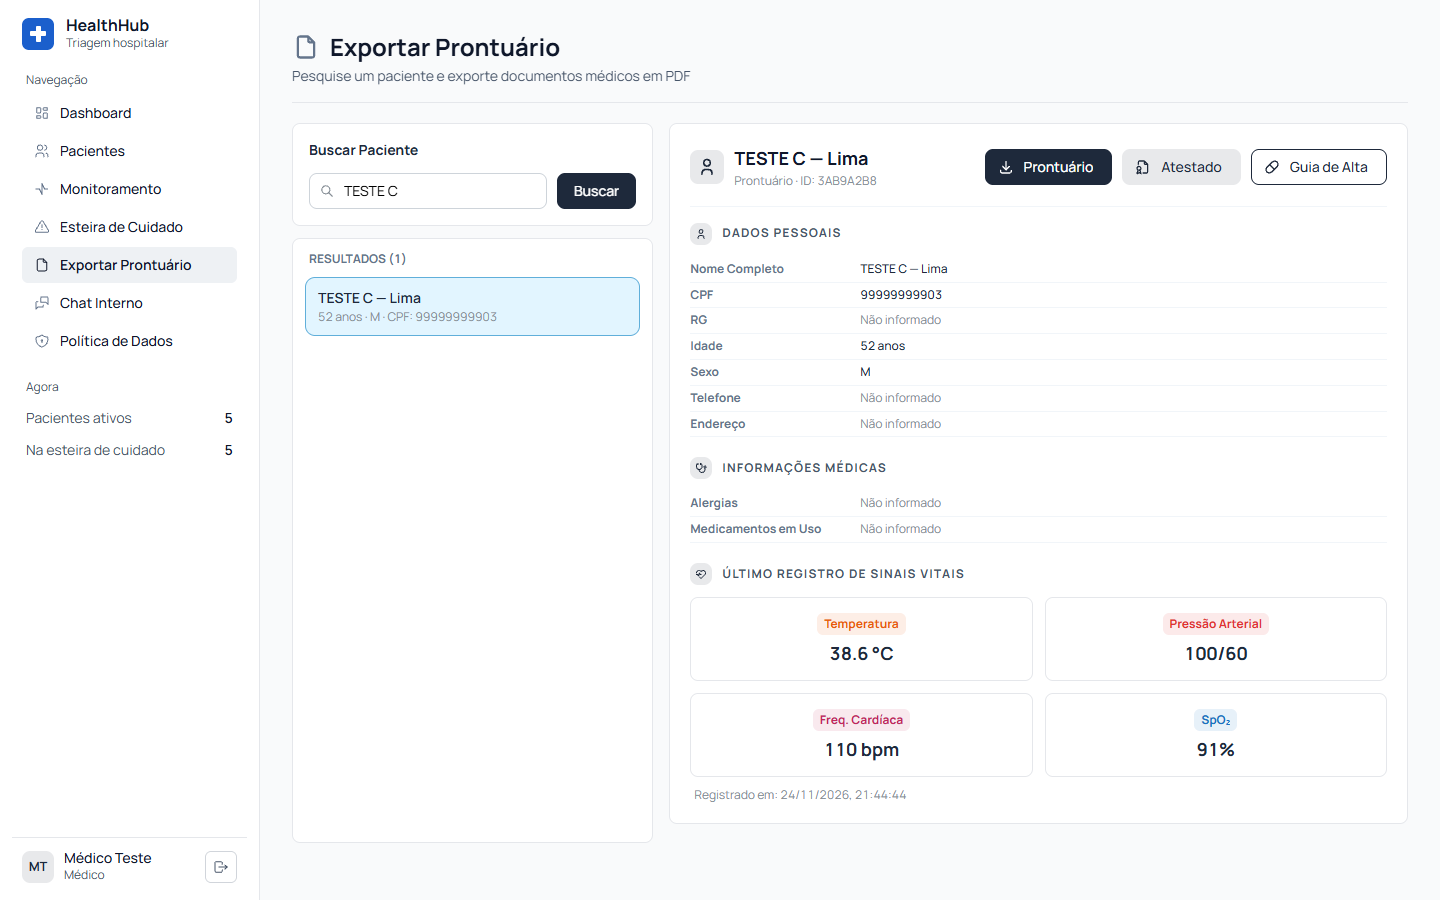 HealthHub
Triagem hospitalar
Navegação
Dashboard
Pacientes
Monitoramento
Esteira de Cuidado
Exportar Prontuário
Chat Interno
Política de Dados
Agora
Pacientes ativos 5
Na esteira de cuidado 5
MT
Médico Teste
Médico
Exportar Prontuário
Pesquise um paciente e exporte documentos médicos em PDF
Buscar Paciente
TESTE C
Buscar
RESULTADOS (1)
TESTE C — Lima
52 anos · M · CPF: 99999999903
TESTE C — Lima
Prontuário · ID: 3AB9A2B8
Prontuário
Atestado
Guia de Alta
DADOS PESSOAIS
Nome Completo TESTE C — Lima
CPF 99999999903
RG Não informado
Idade 52 anos
Sexo M
Telefone Não informado
Endereço Não informado
INFORMAÇÕES MÉDICAS
Alergias Não informado
Medicamentos em Uso Não informado
ÚLTIMO REGISTRO DE SINAIS VITAIS
Temperatura
38.6 °C
Pressão Arterial
100/60
Freq. Cardíaca
110 bpm
SpO₂
91%
Registrado em: 24/11/2026, 21:44:44